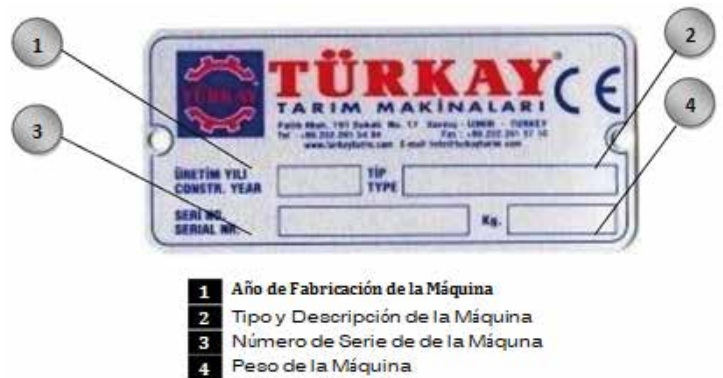 1
2
3
4
TÜRKAY
TÜRKAY
CE
TARIM MAKİNALARI
ÜRETİM YILI
CONSTR. YEAR
TİP
TYPE
SERİ NO.
SERIAL NR.
Kg.
1 Año de Fabricación de la Máquina
2 Tipo y Descripción de la Máquina
3 Número de Serie de de la Máquna
4 Peso de la Máquina